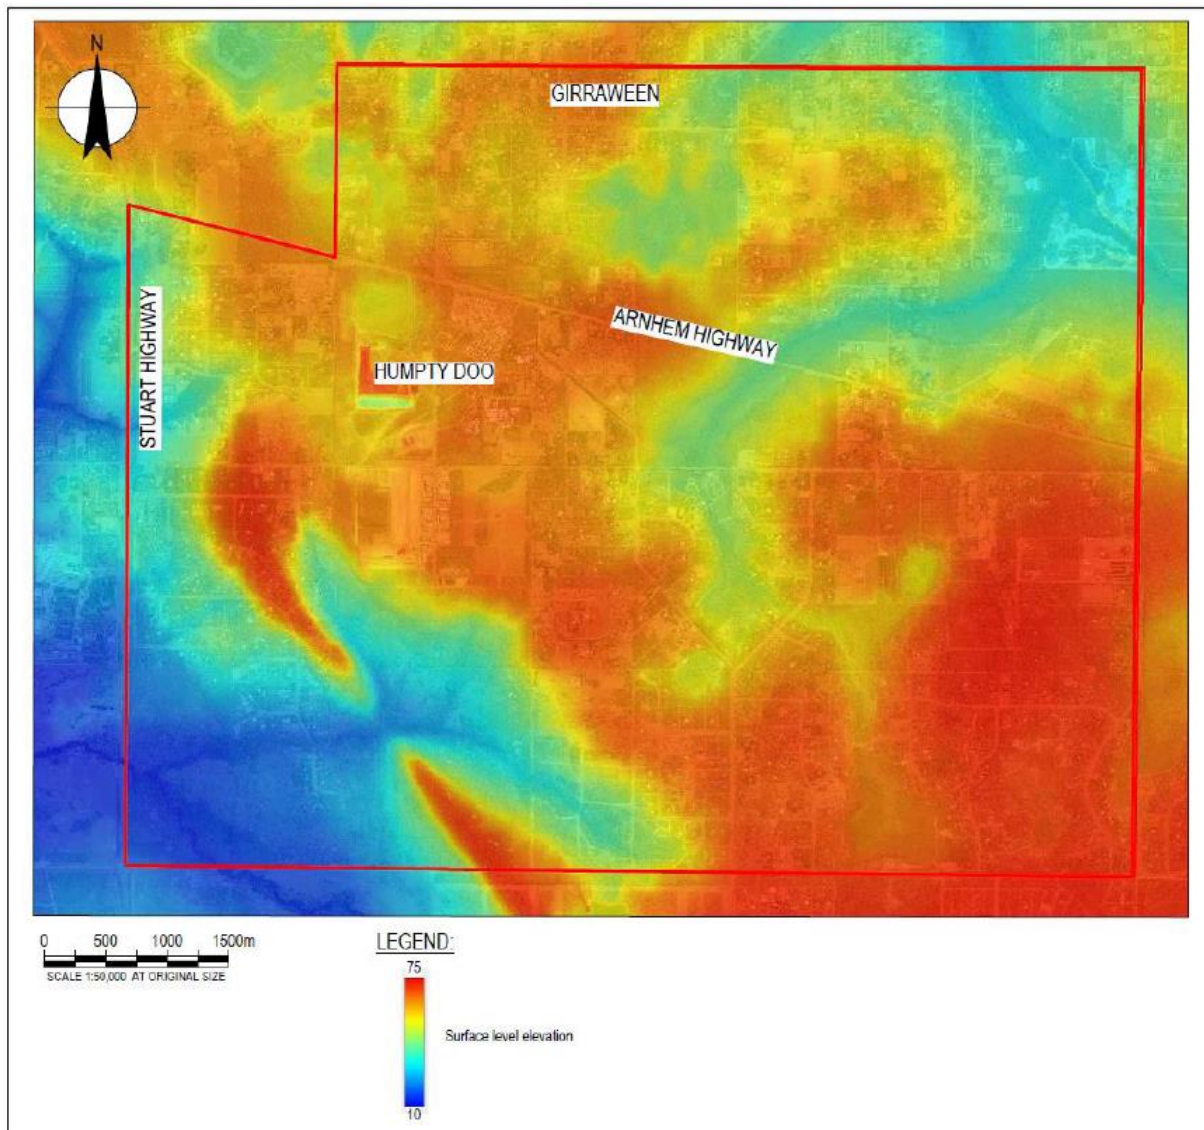 N
GIRRAWEEN
ARNHEM HIGHWAY
STUART HIGHWAY
HUMPTY DOO
0 500 1000 1500m
SCALE 1:50,000 AT ORIGINAL SIZE
LEGEND:
75
Surface level elevation
10